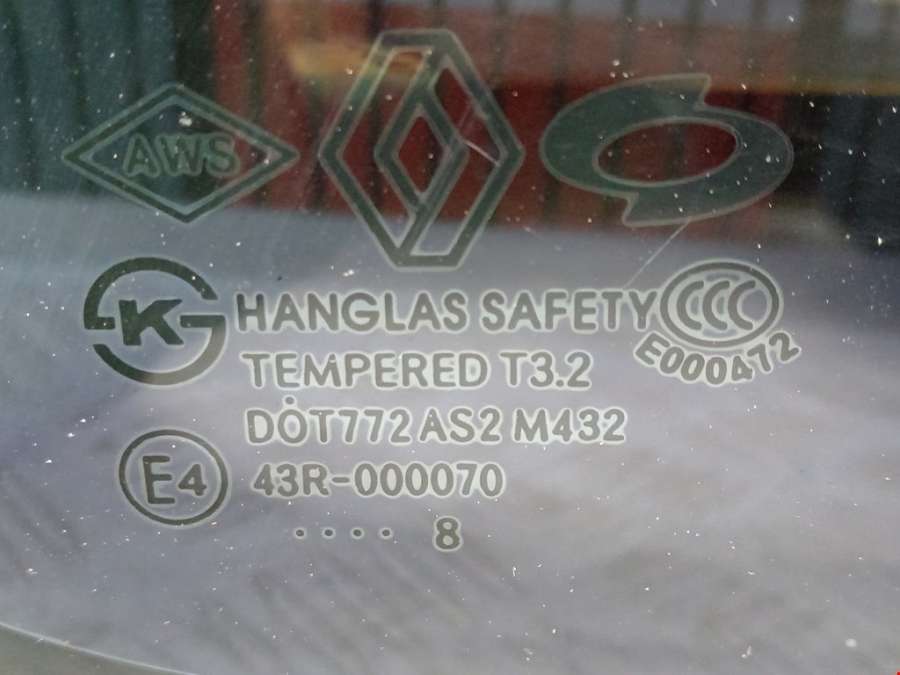 AWS
K HANGLAS SAFETY CCC
E000472
TEMPERED T3.2
DOT772 AS2 M432
E4 43R-000070
.... 8